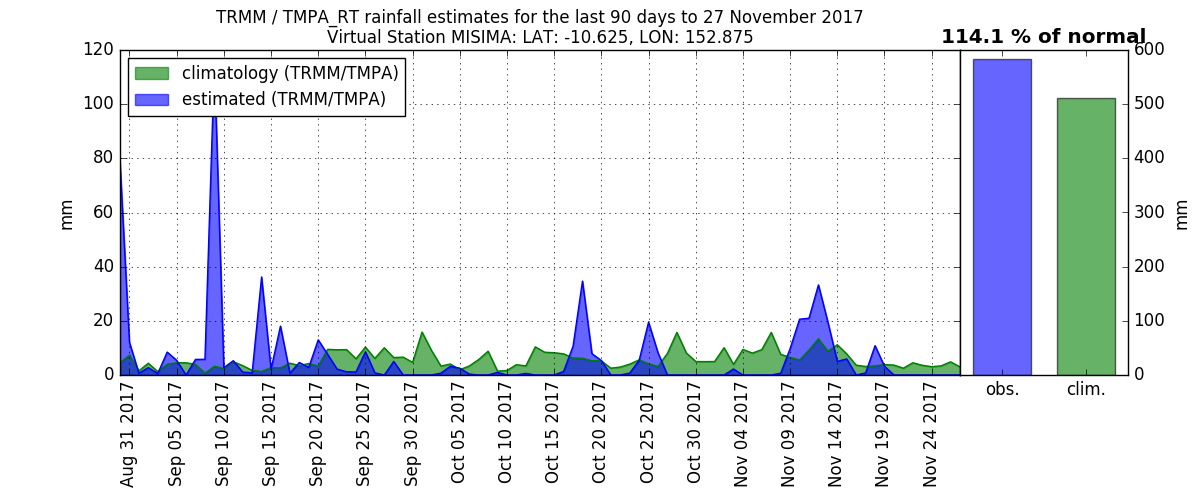 TRMM / TMPA_RT rainfall estimates for the last 90 days to 27 November 2017
Virtual Station MISIMA: LAT: -10.625, LON: 152.875
114.1 % of normal
climatology (TRMM/TMPA)
estimated (TRMM/TMPA)
mm
120
100
80
60
40
20
0
Aug 31 2017
Sep 05 2017
Sep 10 2017
Sep 15 2017
Sep 20 2017
Sep 25 2017
Sep 30 2017
Oct 05 2017
Oct 10 2017
Oct 15 2017
Oct 20 2017
Oct 25 2017
Oct 30 2017
Nov 04 2017
Nov 09 2017
Nov 14 2017
Nov 19 2017
Nov 24 2017
obs.
clim.
600
500
400
300
200
100
0
mm